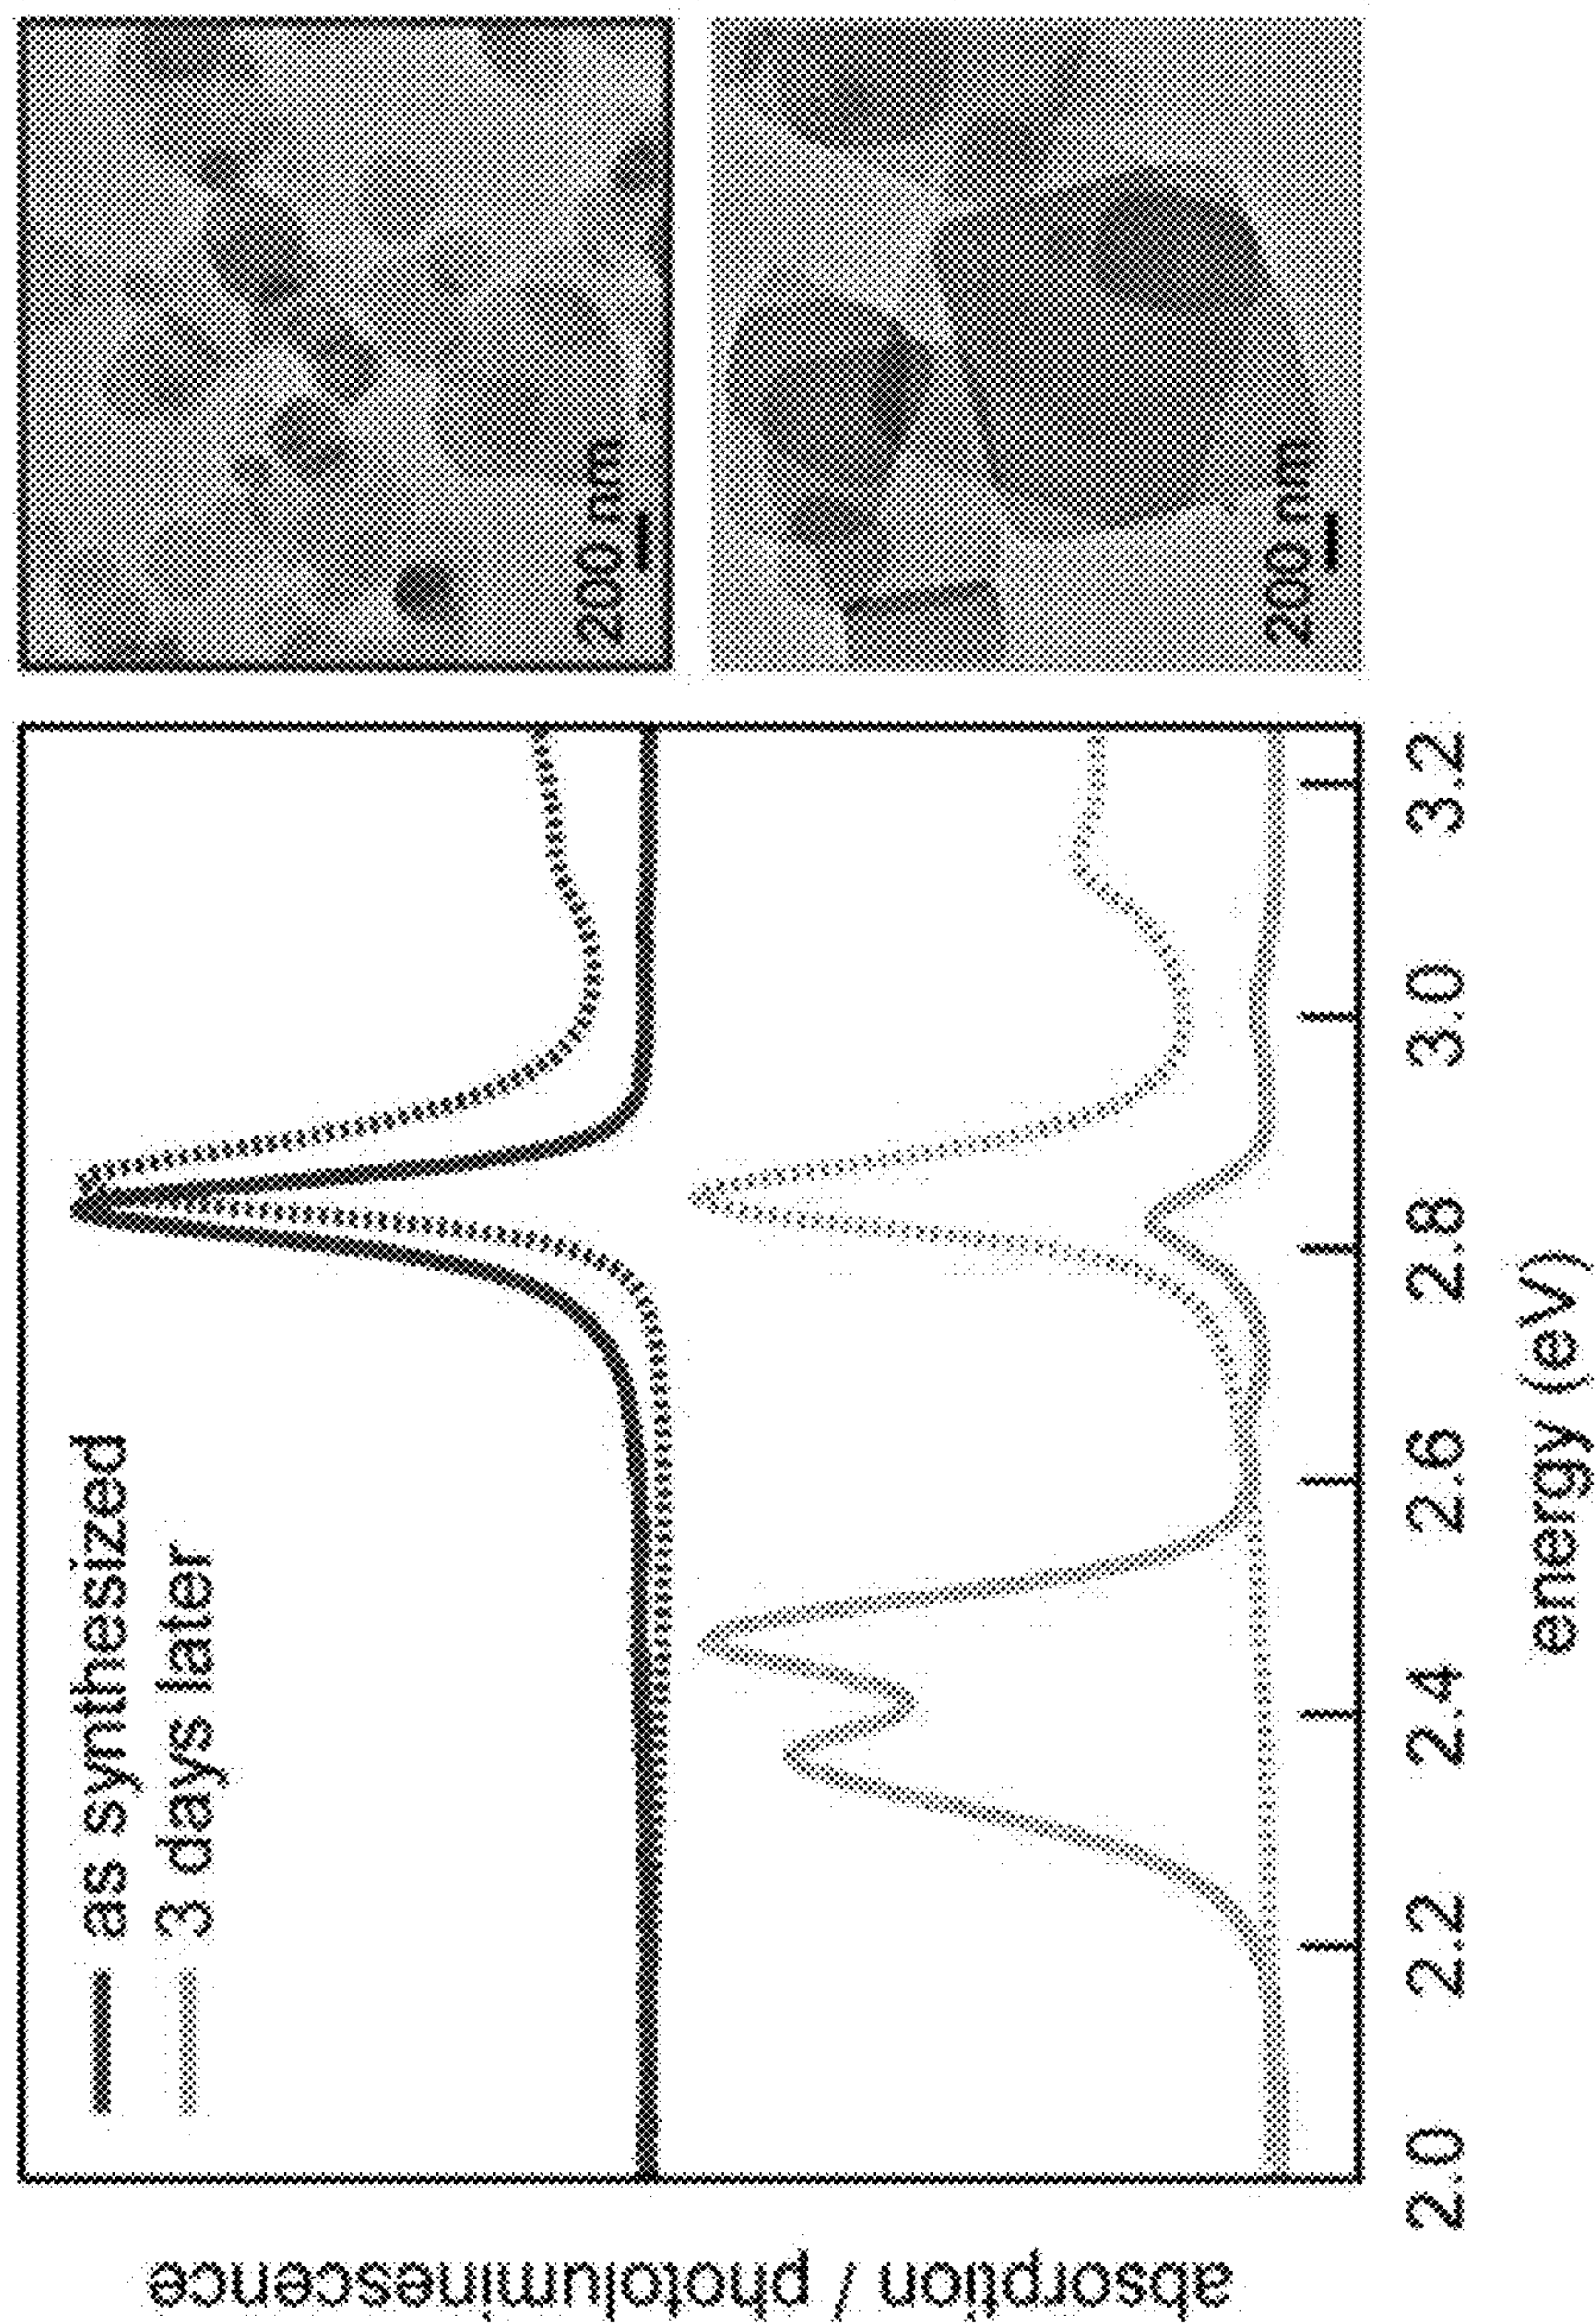 absorption / photoluminescence
as synthesized
3 days later
2.0 2.2 2.4 2.6 2.8 3.0 3.2
energy (eV)
200 nm
200 nm